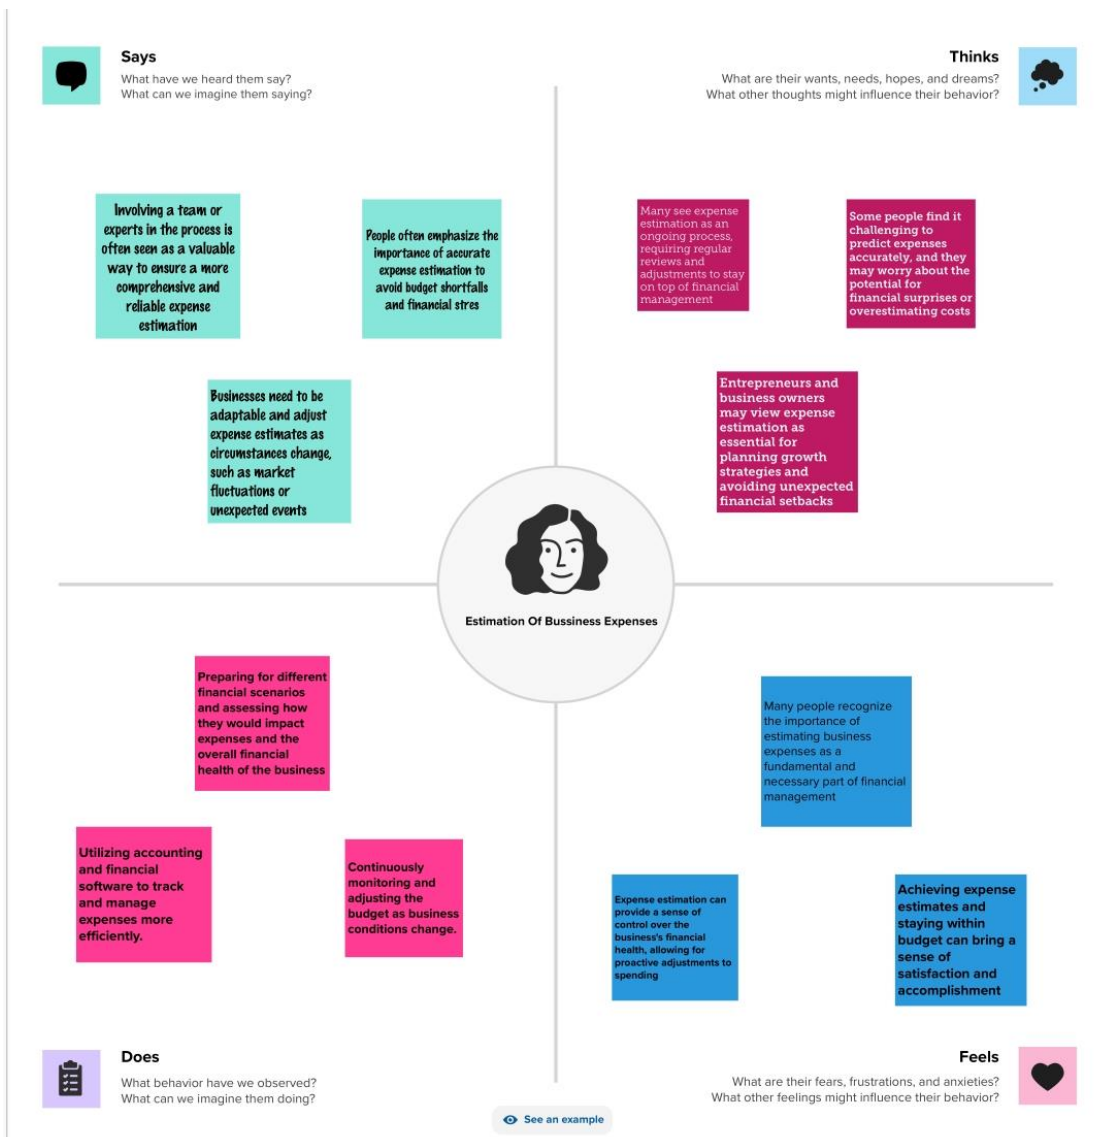 Says
What have we heard them say?
What can we imagine them saying?
Thinks
What are their wants, needs, hopes, and dreams?
What other thoughts might influence their behavior?
Involving a team or
experts in the process is
often seen as a valuable
way to ensure a more
comprehensive and
reliable expense
estimation
People often emphasize the
importance of accurate
expense estimation to
avoid budget shortfalls
and financial stres
Businesses need to be
adaptable and adjust
expense estimates as
circumstances change,
such as market
fluctuations or
unexpected events
Many see expense
estimation as an
ongoing process,
requiring regular
reviews and
adjustments to stay
on top of financial
management
Some people find it
challenging to
predict expenses
accurately, and they
may worry about the
potential for
financial surprises or
overestimating costs
Entrepreneurs and
business owners
may view expense
estimation as
essential for
planning growth
strategies and
avoiding unexpected
financial setbacks
Estimation Of Bussiness Expenses
Preparing for different
financial scenarios
and assessing how
they would impact
expenses and the
overall financial
health of the business
Utilizing accounting
and financial
software to track
and manage
expenses more
efficiently.
Continuously
monitoring and
adjusting the
budget as business
conditions change.
Many people recognize
the importance of
estimating business
expenses as a
fundamental and
necessary part of financial
management
Expense estimation can
provide a sense of
control over the
business's financial
health, allowing for
proactive adjustments to
spending
Achieving expense
estimates and
staying within
budget can bring a
sense of
satisfaction and
accomplishment
Does
What behavior have we observed?
What can we imagine them doing?
Feels
What are their fears, frustrations, and anxieties?
What other feelings might influence their behavior?
See an example